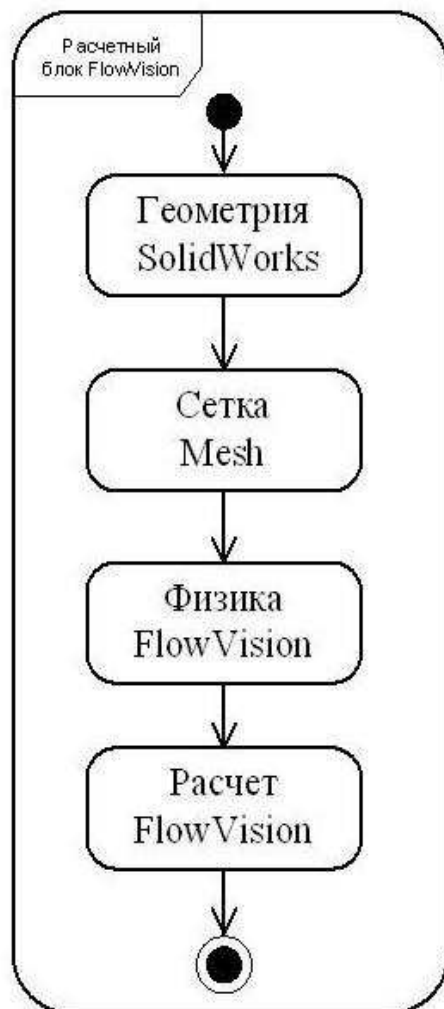 Расчетный
блок FlowVision
Геометрия
SolidWorks
Сетка
Mesh
Физика
FlowVision
Расчет
FlowVision